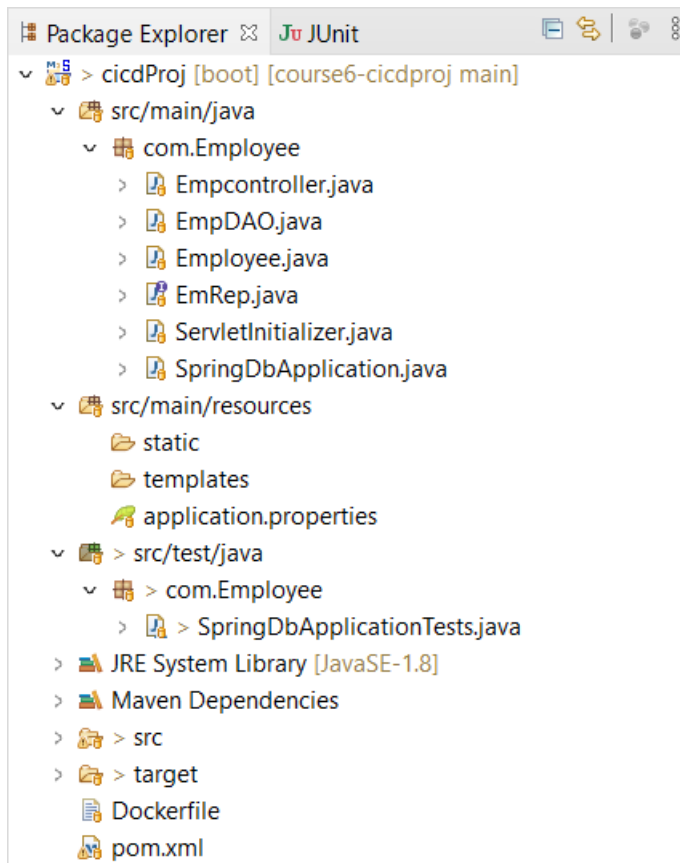 Package Explorer JUnit
> cicdProj [boot] [course6-cicdproj main]
src/main/java
com.Employee
Empcontroller.java
EmpDAO.java
Employee.java
EmRep.java
ServletInitializer.java
SpringDbApplication.java
src/main/resources
static
templates
application.properties
> src/test/java
> com.Employee
> SpringDbApplicationTests.java
JRE System Library [JavaSE-1.8]
Maven Dependencies
> src
> target
Dockerfile
pom.xml